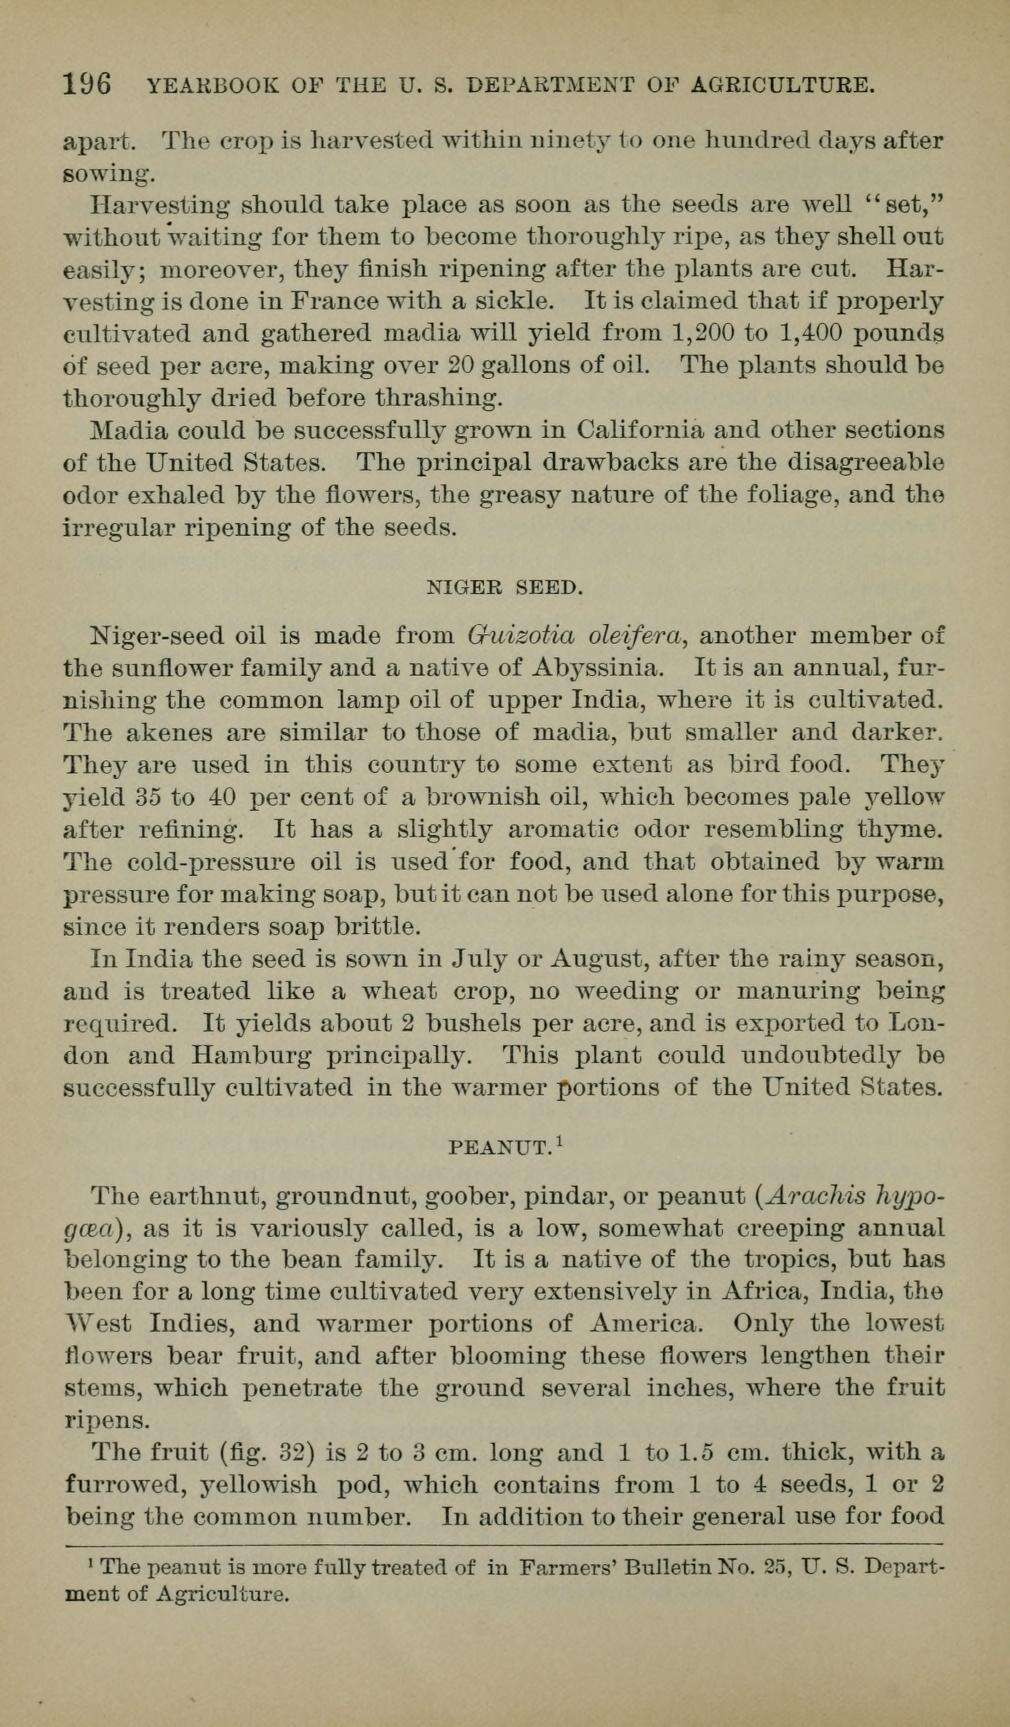 196 YEARBOOK OF THE U. S. DEPARTMENT OF AGRICULTURE.
apart. The crop is harvested within ninety to one hundred days after
sowing.
Harvesting should take place as soon as the seeds are well “set,”
without waiting for them to become thoroughly ripe, as they shell out
easily; moreover, they finish ripening after the plants are cut. Har-
vesting is done in France with a sickle. It is claimed that if properly
cultivated and gathered madia will yield from 1,200 to 1,400 pounds
of seed per acre, making over 20 gallons of oil. The plants should be
thoroughly dried before thrashing.
Madia could be successfully grown in California and other sections
of the United States. The principal drawbacks are the disagreeable
odor exhaled by the flowers, the greasy nature of the foliage, and the
irregular ripening of the seeds.
NIGER SEED.
Niger-seed oil is made from Guizotia oleifera, another member of
the sunflower family and a native of Abyssinia. It is an annual, fur-
nishing the common lamp oil of upper India, where it is cultivated.
The akenes are similar to those of madia, but smaller and darker.
They are used in this country to some extent as bird food. They
yield 35 to 40 per cent of a brownish oil, which becomes pale yellow
after refining. It has a slightly aromatic odor resembling thyme.
The cold-pressure oil is used for food, and that obtained by warm
pressure for making soap, but it can not be used alone for this purpose,
since it renders soap brittle.
In India the seed is sown in July or August, after the rainy season,
and is treated like a wheat crop, no weeding or manuring being
required. It yields about 2 bushels per acre, and is exported to Lon-
don and Hamburg principally. This plant could undoubtedly be
successfully cultivated in the warmer portions of the United States.
PEANUT.¹
The earthnut, groundnut, goober, pindar, or peanut (Arachis hypo-
gœa), as it is variously called, is a low, somewhat creeping annual
belonging to the bean family. It is a native of the tropics, but has
been for a long time cultivated very extensively in Africa, India, the
West Indies, and warmer portions of America. Only the lowest
flowers bear fruit, and after blooming these flowers lengthen their
stems, which penetrate the ground several inches, where the fruit
ripens.
The fruit (fig. 32) is 2 to 3 cm. long and 1 to 1.5 cm. thick, with a
furrowed, yellowish pod, which contains from 1 to 4 seeds, 1 or 2
being the common number. In addition to their general use for food
¹ The peanut is more fully treated of in Farmers’ Bulletin No. 25, U. S. Depart-
ment of Agriculture.